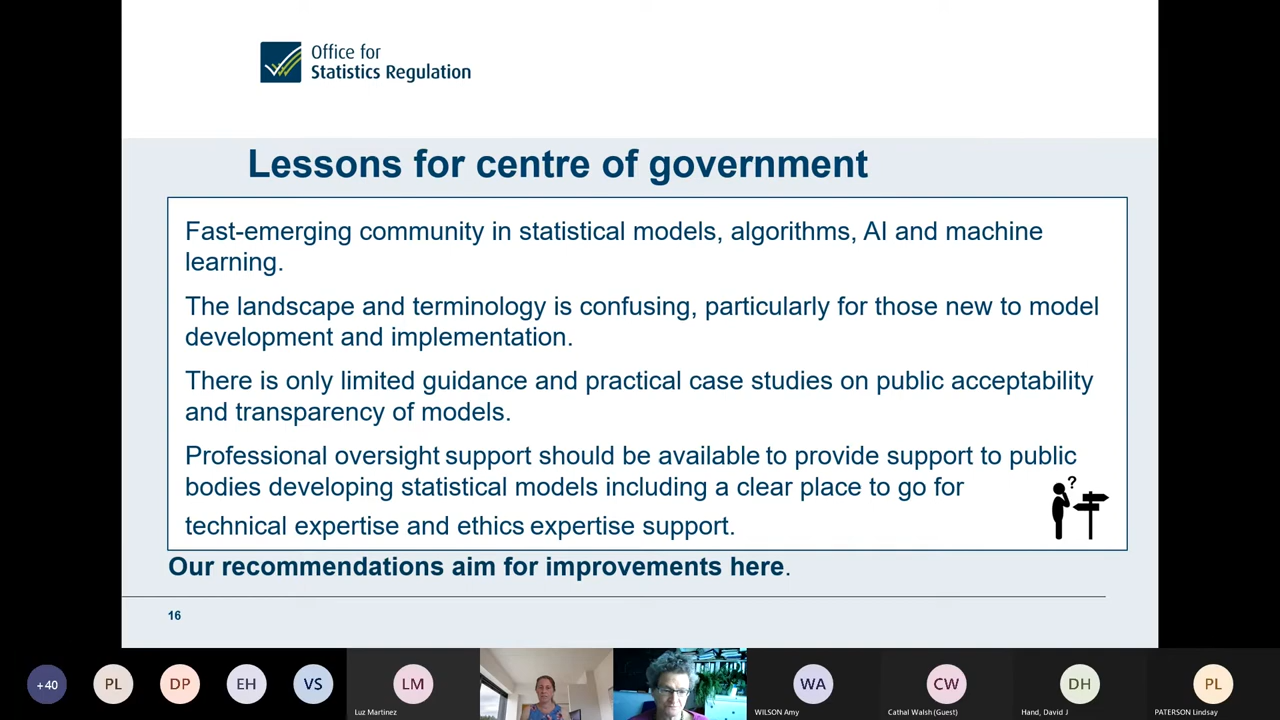 Office for
Statistics Regulation
Lessons for centre of government
Fast-emerging community in statistical models, algorithms, AI and machine
learning.
The landscape and terminology is confusing, particularly for those new to model
development and implementation.
There is only limited guidance and practical case studies on public acceptability
and transparency of models.
Professional oversight support should be available to provide support to public
bodies developing statistical models including a clear place to go for
technical expertise and ethics expertise support.
?
Our recommendations aim for improvements here.
16
+40
PL
DP
EH
VS
LM
WA
CW
DH
PL
Luz Martinez
WILSON Amy
Cathal Walsh (Guest)
Hand, David J
PATERSON Lindsay